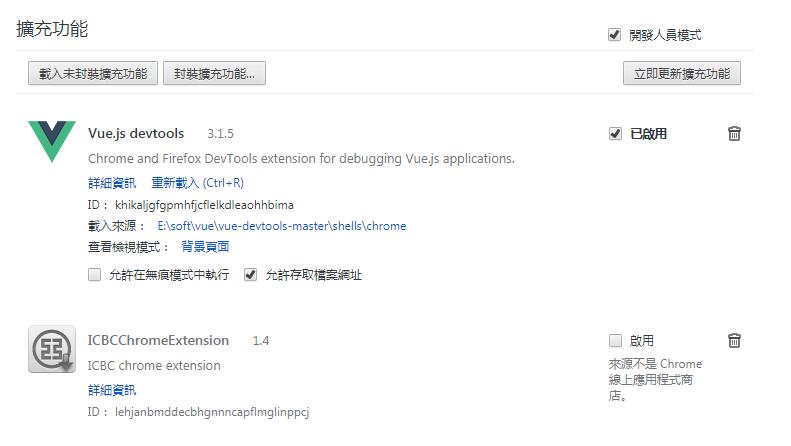 擴充功能
開發人員模式
載入未封裝擴充功能 封裝擴充功能... 立即更新擴充功能
Vue.js devtools 3.1.5 已啟用
Chrome and Firefox DevTools extension for debugging Vue.js applications.
詳細資訊 重新載入 (Ctrl+R)
ID： khikaljgfgpmhfjcflelkdleaohhbima
載入來源： E:\soft\vue\vue-devtools-master\shells\chrome
查看檢視模式： 背景頁面
允許在無痕模式中執行 允許存取檔案網址
ICBCChromeExtension 1.4 啟用
ICBC chrome extension
來源不是 Chrome
線上應用程式商
店。
詳細資訊
ID： lehjanbmddecbhgnnncapflmglinppcj